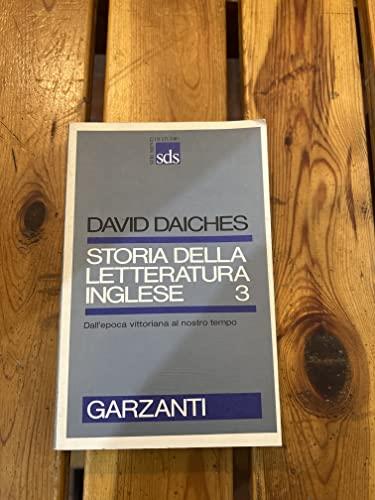 sds
DAVID DAICHES
STORIA DELLA
LETTERATURA
INGLESE 3
Dall'epoca vittoriana al nostro tempo
GARZANTI